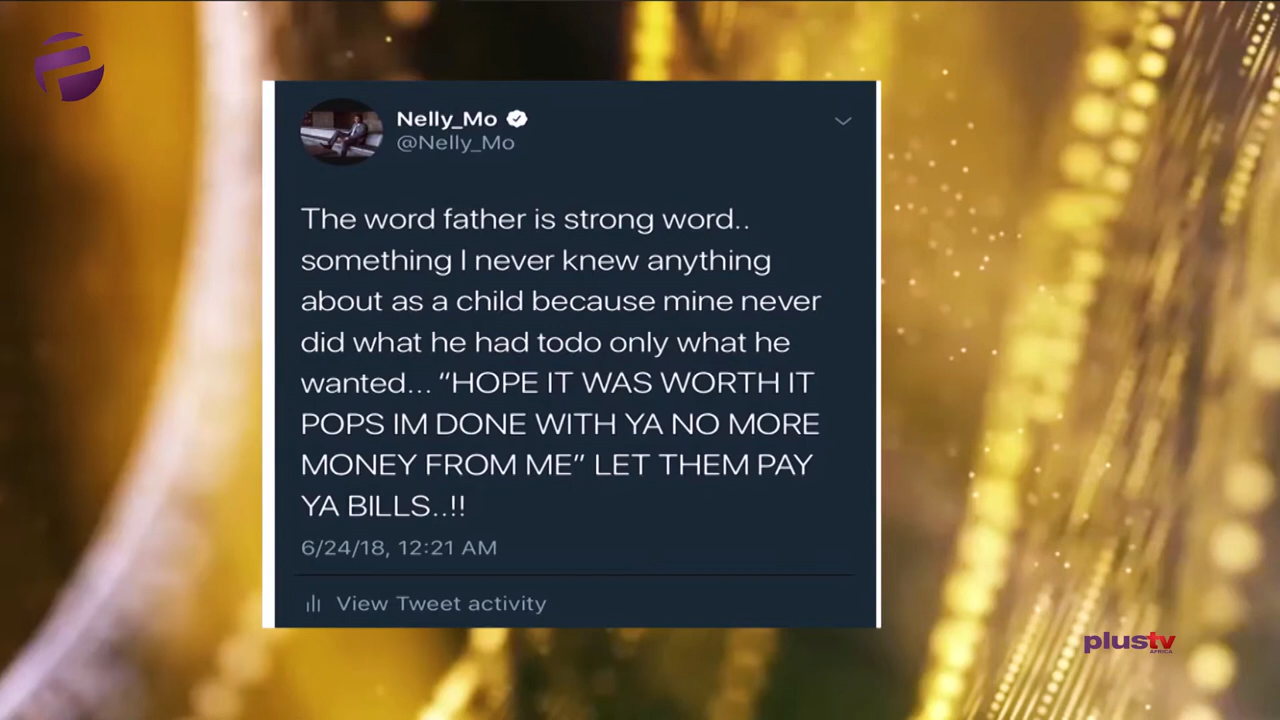 Nelly_Mo
@Nelly_Mo
The word father is strong word..
something I never knew anything
about as a child because mine never
did what he had todo only what he
wanted... “HOPE IT WAS WORTH IT
POPS IM DONE WITH YA NO MORE
MONEY FROM ME” LET THEM PAY
YA BILLS..!!
6/24/18, 12:21 AM
View Tweet activity
plustv
AFRICA